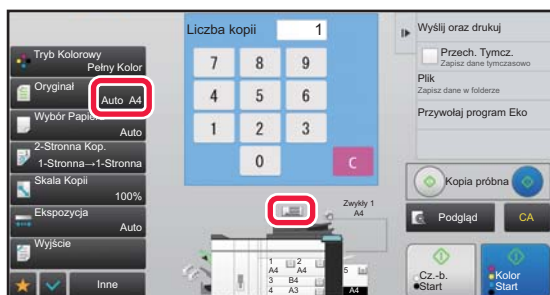 Tryb Kolorowy
Pełny Kolor
Oryginał
Auto A4
Wybór Papieru
Auto
2-Stronna Kop.
1-Stronna→1-Stronna
Skala Kopii
100%
Ekspozycja
Auto
Wyjście
Inne
Liczba kopii
1
7 8 9
4 5 6
1 2 3
0 C
Zwykły 1
A4
1 2
A4 A4
3 B4
4 A3
5
A4
Wyślij oraz drukuj
Przech. Tymcz.
Zapisz dane tymczasowo
Plik
Zapisz dane w folderze
Przywołaj program Eko
Kopia próbna
Podgląd
CA
Cz.-b.
Start
Kolor
Start